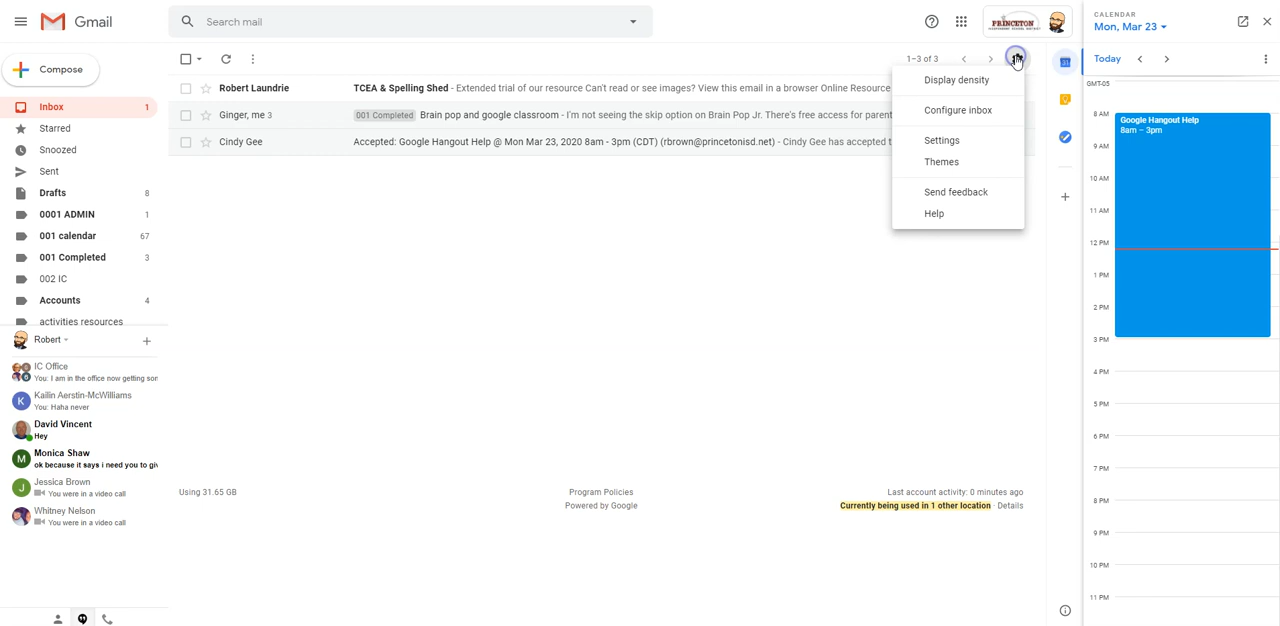 Gmail
Search mail
PRINCETON
CALENDAR
Mon, Mar 23
Compose
1–3 of 3
Today
Inbox 1
Starred
Snoozed
Sent
Drafts 8
0001 ADMIN 1
001 calendar 67
001 Completed 3
002 IC
Accounts 4
activities resources
Robert Laundrie TCEA & Spelling Shed - Extended trial of our resource Can't read or see images? View this email in a browser Online Resource
Ginger, me 3 001 Completed Brain pop and google classroom - I'm not seeing the skip option on Brain Pop Jr. There's free access for parent
Cindy Gee Accepted: Google Hangout Help @ Mon Mar 23, 2020 8am - 3pm (CDT) (rbrown@princetonisd.net) - Cindy Gee has accepted t
Display density
Configure inbox
Settings
Themes
Send feedback
Help
GMT-05
8 AM
Google Hangout Help
8am – 3pm
9 AM
10 AM
11 AM
12 PM
1 PM
2 PM
3 PM
4 PM
5 PM
6 PM
7 PM
8 PM
9 PM
10 PM
11 PM
Robert
IC Office
You: I am in the office now getting son
K
Kailin Aerstin-McWilliams
You: Haha never
David Vincent
Hey
M
Monica Shaw
ok because it says i need you to giv
J
Jessica Brown
You were in a video call
Whitney Nelson
You were in a video call
Using 31.65 GB
Program Policies
Powered by Google
Last account activity: 0 minutes ago
Currently being used in 1 other location · Details